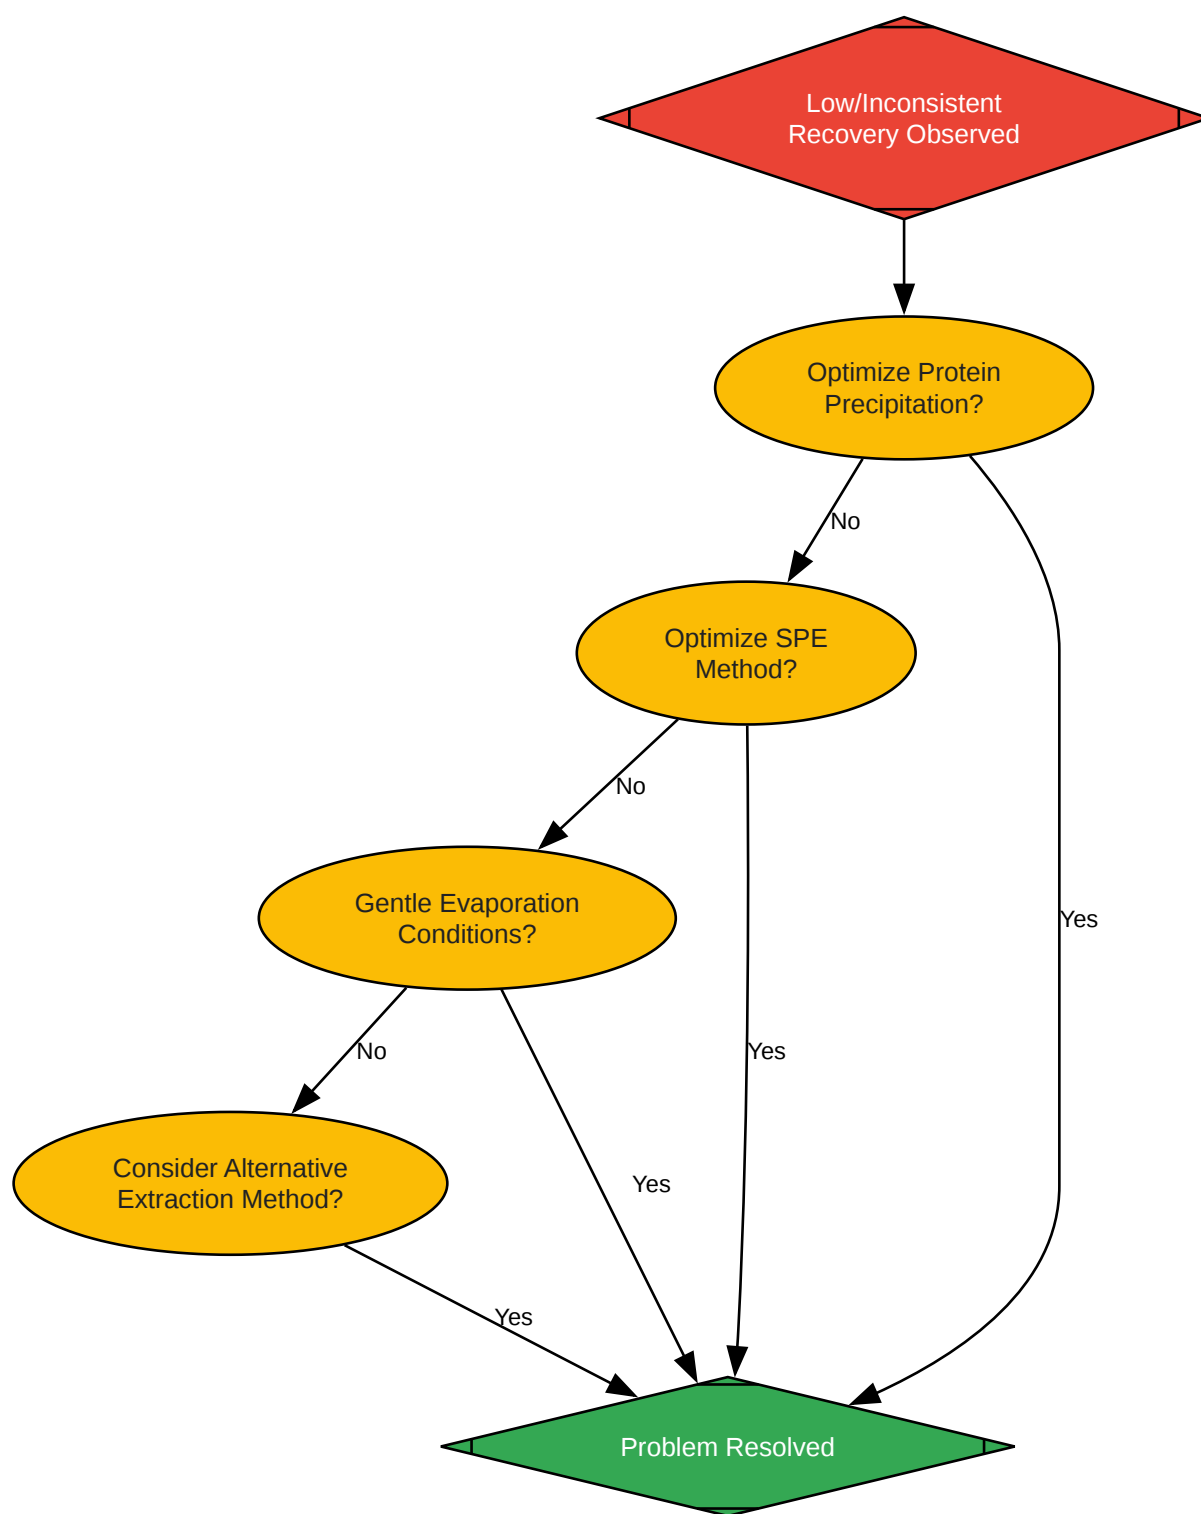 Low/Inconsistent
Recovery Observed
Optimize Protein
Precipitation?
No
Optimize SPE
Method?
No
Gentle Evaporation
Conditions?
Yes
No
Yes
Consider Alternative
Extraction Method?
Yes
Yes
Problem Resolved